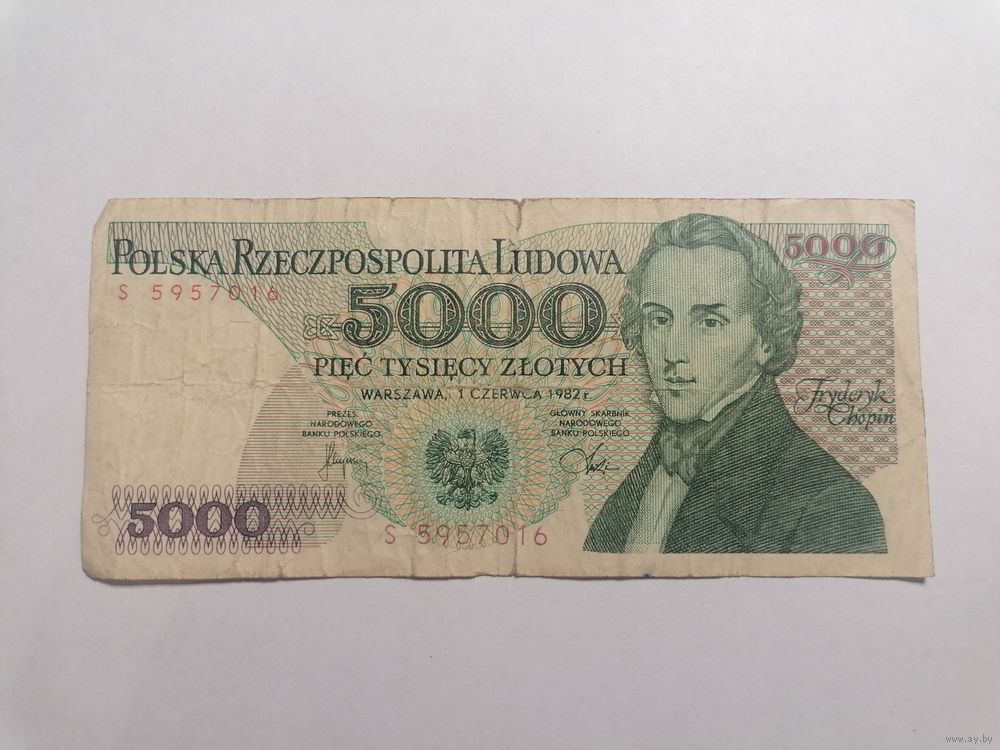 POLSKA RZECZPOSPOLITA LUDOWA
S 5957016
5000
5000
PIĘĆ TYSIĘCY ZŁOTYCH
WARSZAWA, 1 CZERWCA 1982 r.
PREZES
NARODOWEGO
BANKU POLSKIEGO
GŁÓWNY SKARBNIK
NARODOWEGO
BANKU POLSKIEGO
Fryderyk
Chopin
5000
S 5957016
www.ay.by